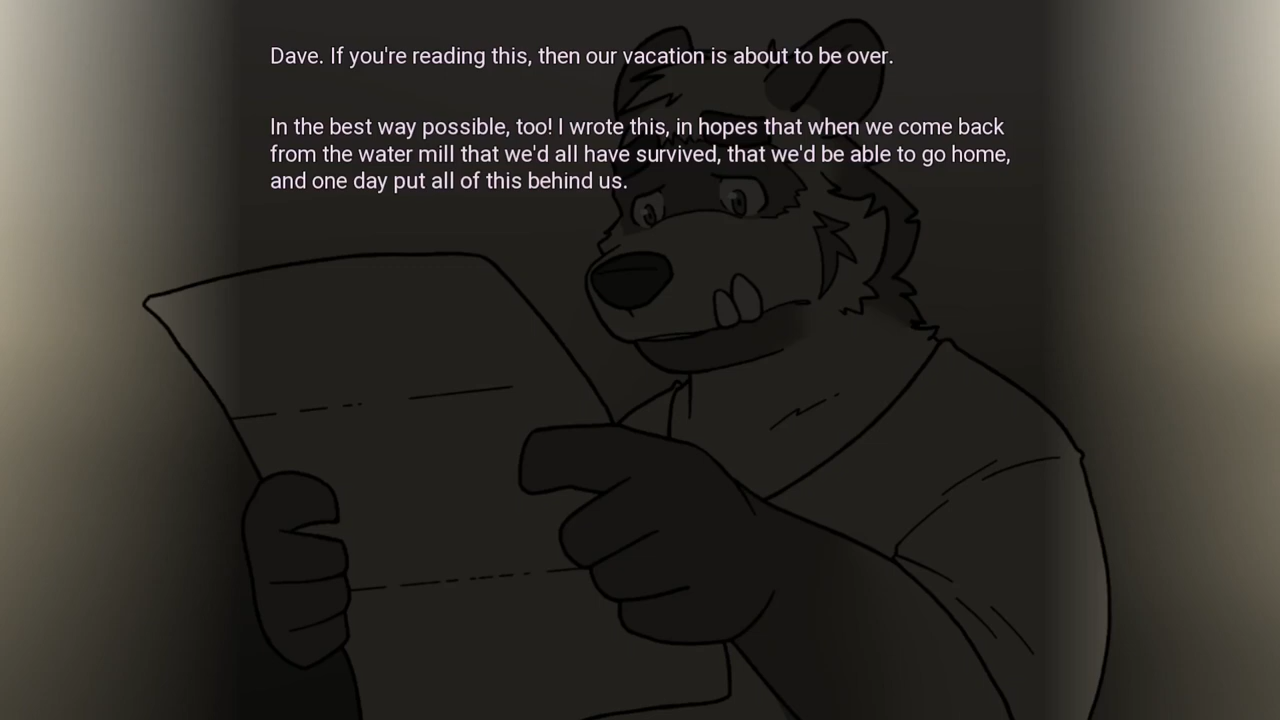 Dave. If you're reading this, then our vacation is about to be over.
In the best way possible, too! I wrote this, in hopes that when we come back
from the water mill that we'd all have survived, that we'd be able to go home,
and one day put all of this behind us.